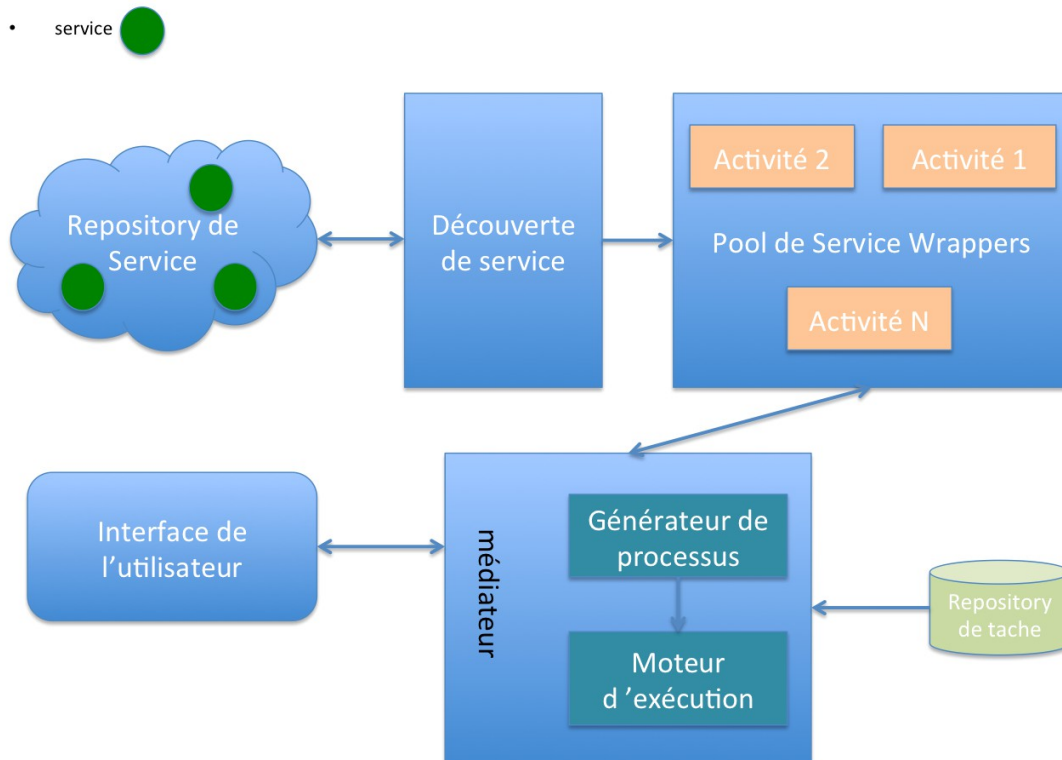 • service
Repository de
Service
Découverte
de service
Activité 2
Activité 1
Pool de Service Wrappers
Activité N
Interface de
l’utilisateur
médiateur
Générateur de
processus
Moteur
d ’exécution
Repository
de tache